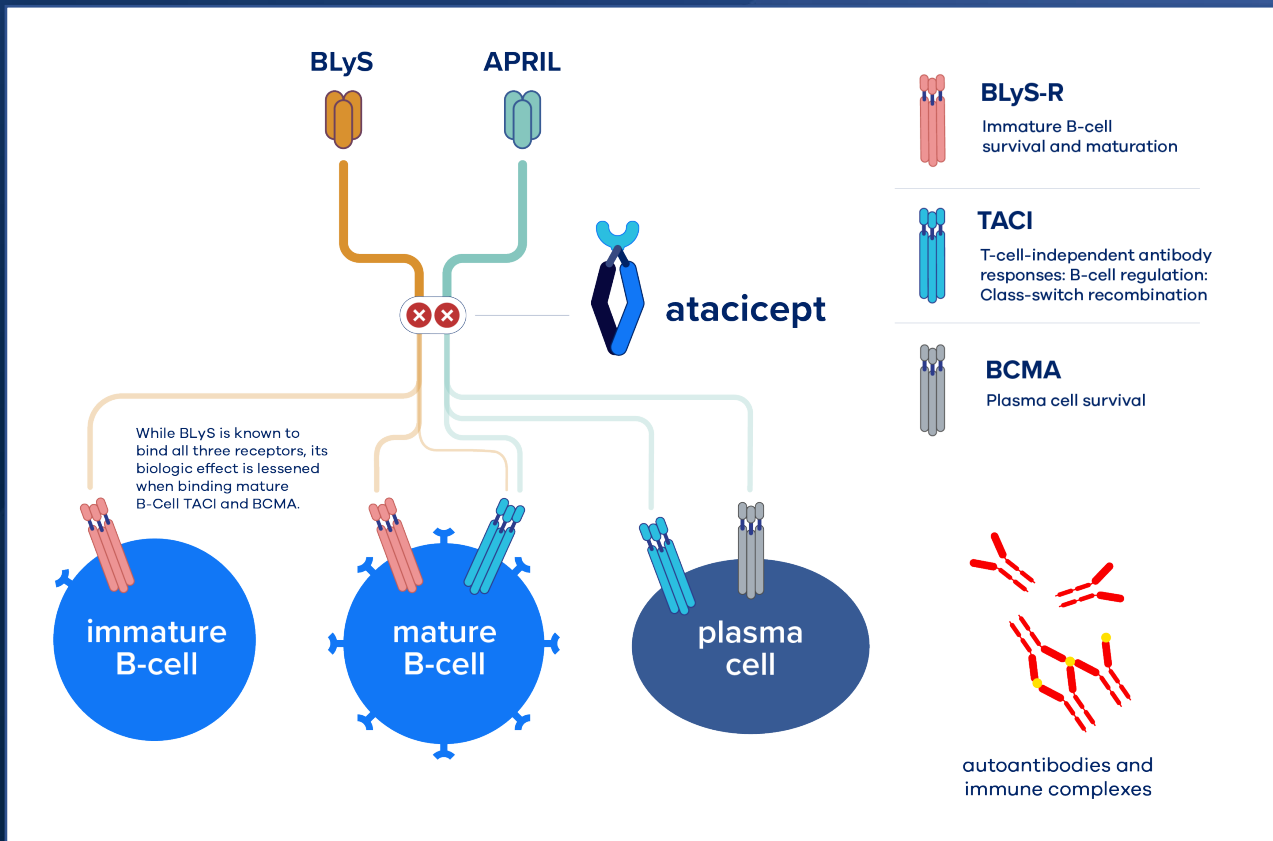 BLyS
APRIL
atacicept
BLyS-R
Immature B-cell
survival and maturation
TACI
T-cell-independent antibody
responses: B-cell regulation:
Class-switch recombination
BCMA
Plasma cell survival
While BLyS is known to
bind all three receptors, its
biologic effect is lessened
when binding mature
B-Cell TACI and BCMA.
immature
B-cell
mature
B-cell
plasma
cell
autoantibodies and
immune complexes